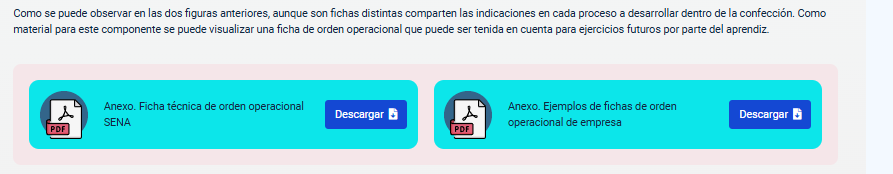 Como se puede observar en las dos figuras anteriores, aunque son fichas distintas comparten las indicaciones en cada proceso a desarrollar dentro de la confección. Como
material para este componente se puede visualizar una ficha de orden operacional que puede ser tenida en cuenta para ejercicios futuros por parte del aprendiz.
PDF
Anexo. Ficha técnica de orden operacional
SENA
Descargar
PDF
Anexo. Ejemplos de fichas de orden
operacional de empresa
Descargar